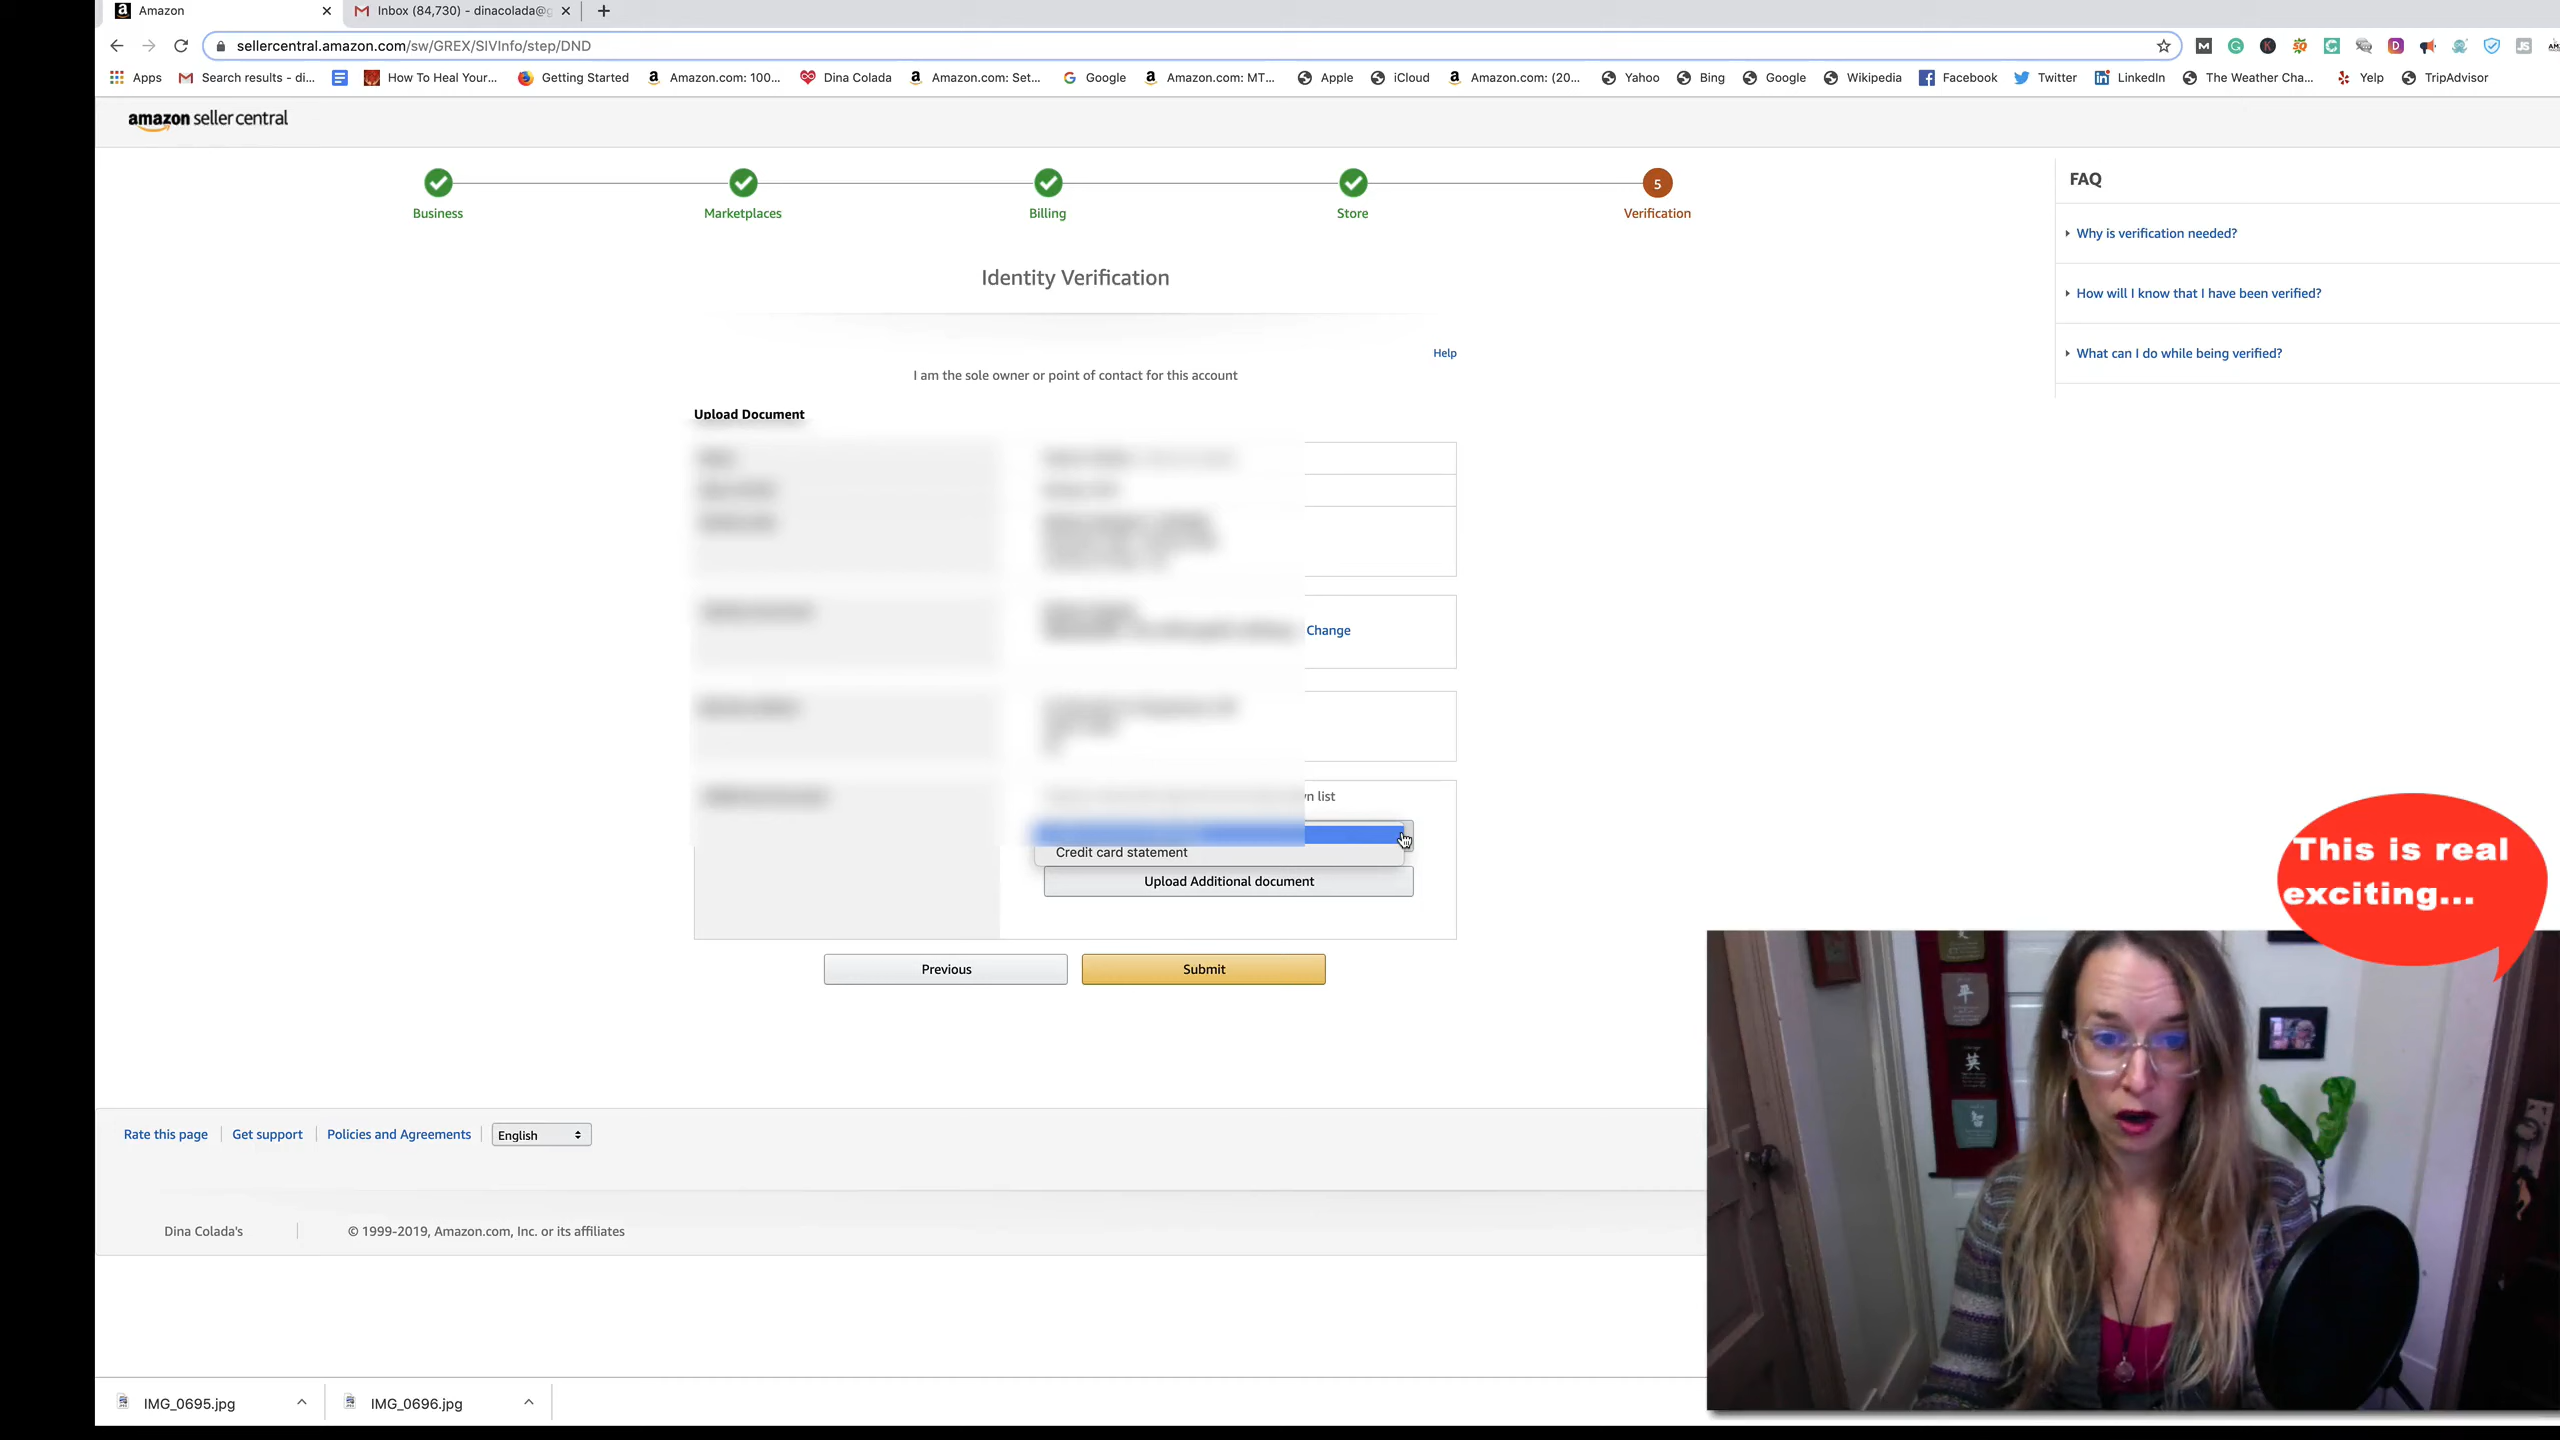 Amazon
Inbox (84,730) - dinacolada@g
sellercentral.amazon.com/sw/GREX/SIVInfo/step/DND
Apps Search results - di... How To Heal Your... Getting Started Amazon.com: 100... Dina Colada Amazon.com: Set... Google Amazon.com: MT... Apple iCloud Amazon.com: (20... Yahoo Bing Google Wikipedia Facebook Twitter LinkedIn The Weather Cha... Yelp TripAdvisor
amazon seller central
5
Business Marketplaces Billing Store Verification
FAQ
Why is verification needed?
How will I know that I have been verified?
What can I do while being verified?
Identity Verification
Help
I am the sole owner or point of contact for this account
Upload Document
Change
list
Credit card statement
Upload Additional document
Previous Submit
This is real
exciting...
平
英
Rate this page Get support Policies and Agreements English
Dina Colada's © 1999-2019, Amazon.com, Inc. or its affiliates
IMG_0695.jpg IMG_0696.jpg